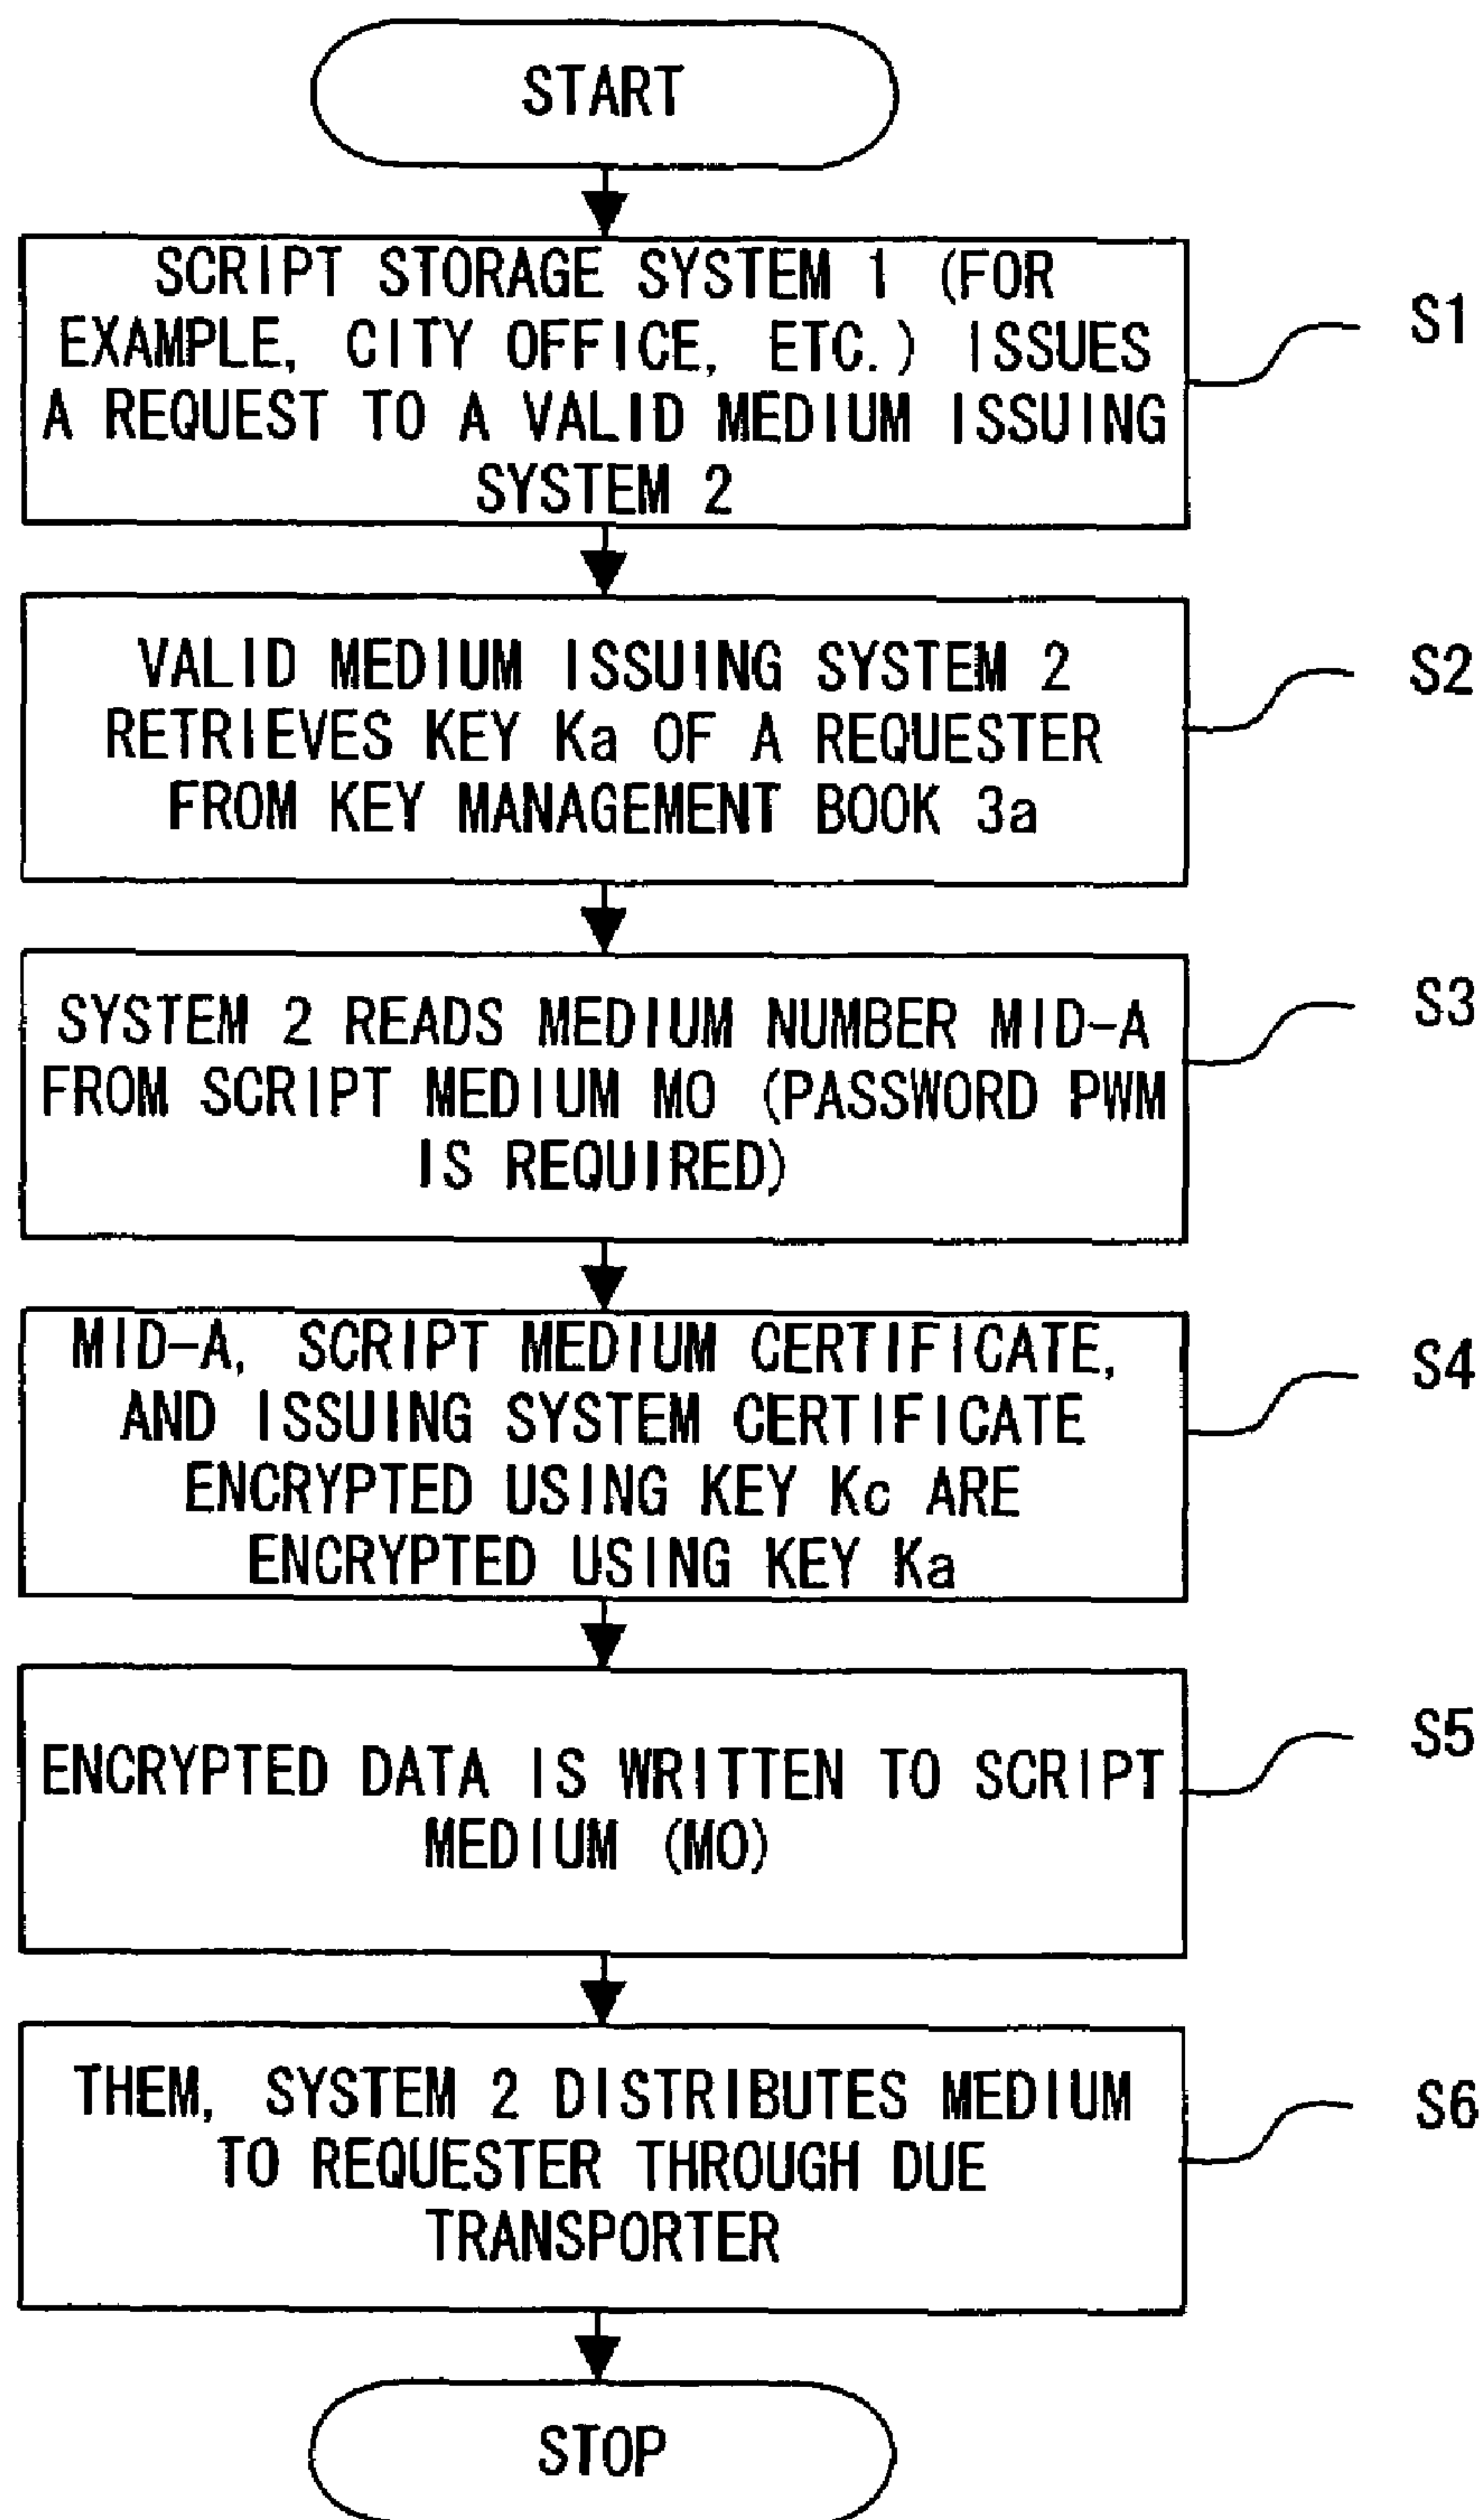 START
SCRIPT STORAGE SYSTEM 1 (FOR
EXAMPLE, CITY OFFICE, ETC.) ISSUES
A REQUEST TO A VALID MEDIUM ISSUING
SYSTEM 2
S1
VALID MEDIUM ISSUING SYSTEM 2
RETRIEVES KEY Ka OF A REQUESTER
FROM KEY MANAGEMENT BOOK 3a
S2
SYSTEM 2 READS MEDIUM NUMBER MID-A
FROM SCRIPT MEDIUM MO (PASSWORD PWM
IS REQUIRED)
S3
MID-A, SCRIPT MEDIUM CERTIFICATE,
AND ISSUING SYSTEM CERTIFICATE
ENCRYPTED USING KEY Kc ARE
ENCRYPTED USING KEY Ka
S4
ENCRYPTED DATA IS WRITTEN TO SCRIPT
MEDIUM (MO)
S5
THEM, SYSTEM 2 DISTRIBUTES MEDIUM
TO REQUESTER THROUGH DUE
TRANSPORTER
S6
STOP